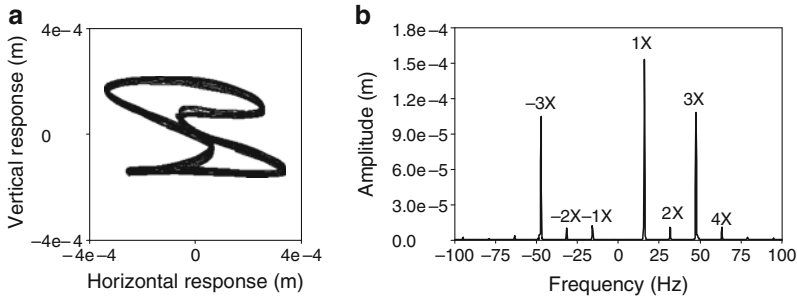 a
4e−4
0
−4e−4
−4e−4
0
4e−4
Vertical response (m)
Horizontal response (m)
b
1.8e−4
1.5e−4
1.2e−4
9.0e−5
6.0e−5
3.0e−5
0.0
−100 −75 −50 −25 0 25 50 75 100
Amplitude (m)
Frequency (Hz)
1X
−3X
3X
−2X −1X
2X
4X